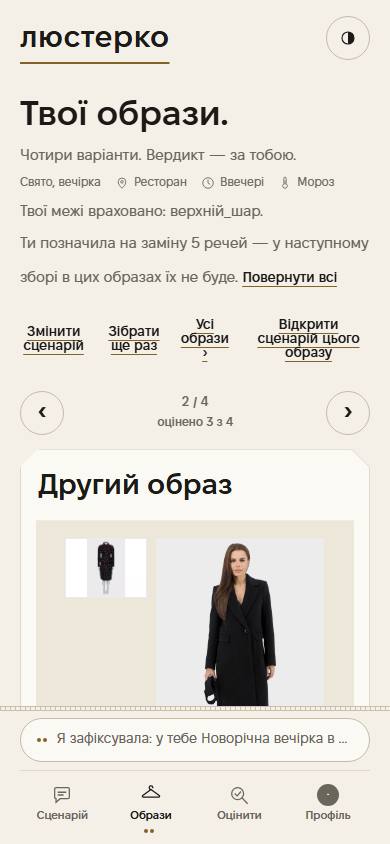 люстерко
Твої образи.
Чотири варіанти. Вердикт — за тобою.
Свято, вечірка Ресторан Ввечері Мороз
Твої межі враховано: верхній_шар.
Ти позначила на заміну 5 речей — у наступному
зборі в цих образах їх не буде. Повернути всі
Змінити
сценарій
Зібрати
ще раз
Усі
образи
›
Відкрити
сценарій цього
образу
‹
2 / 4
оцінено 3 з 4
›
Другий образ
Я зафіксувала: у тебе Новорічна вечірка в ...
Сценарій Образи Оцінити Профіль